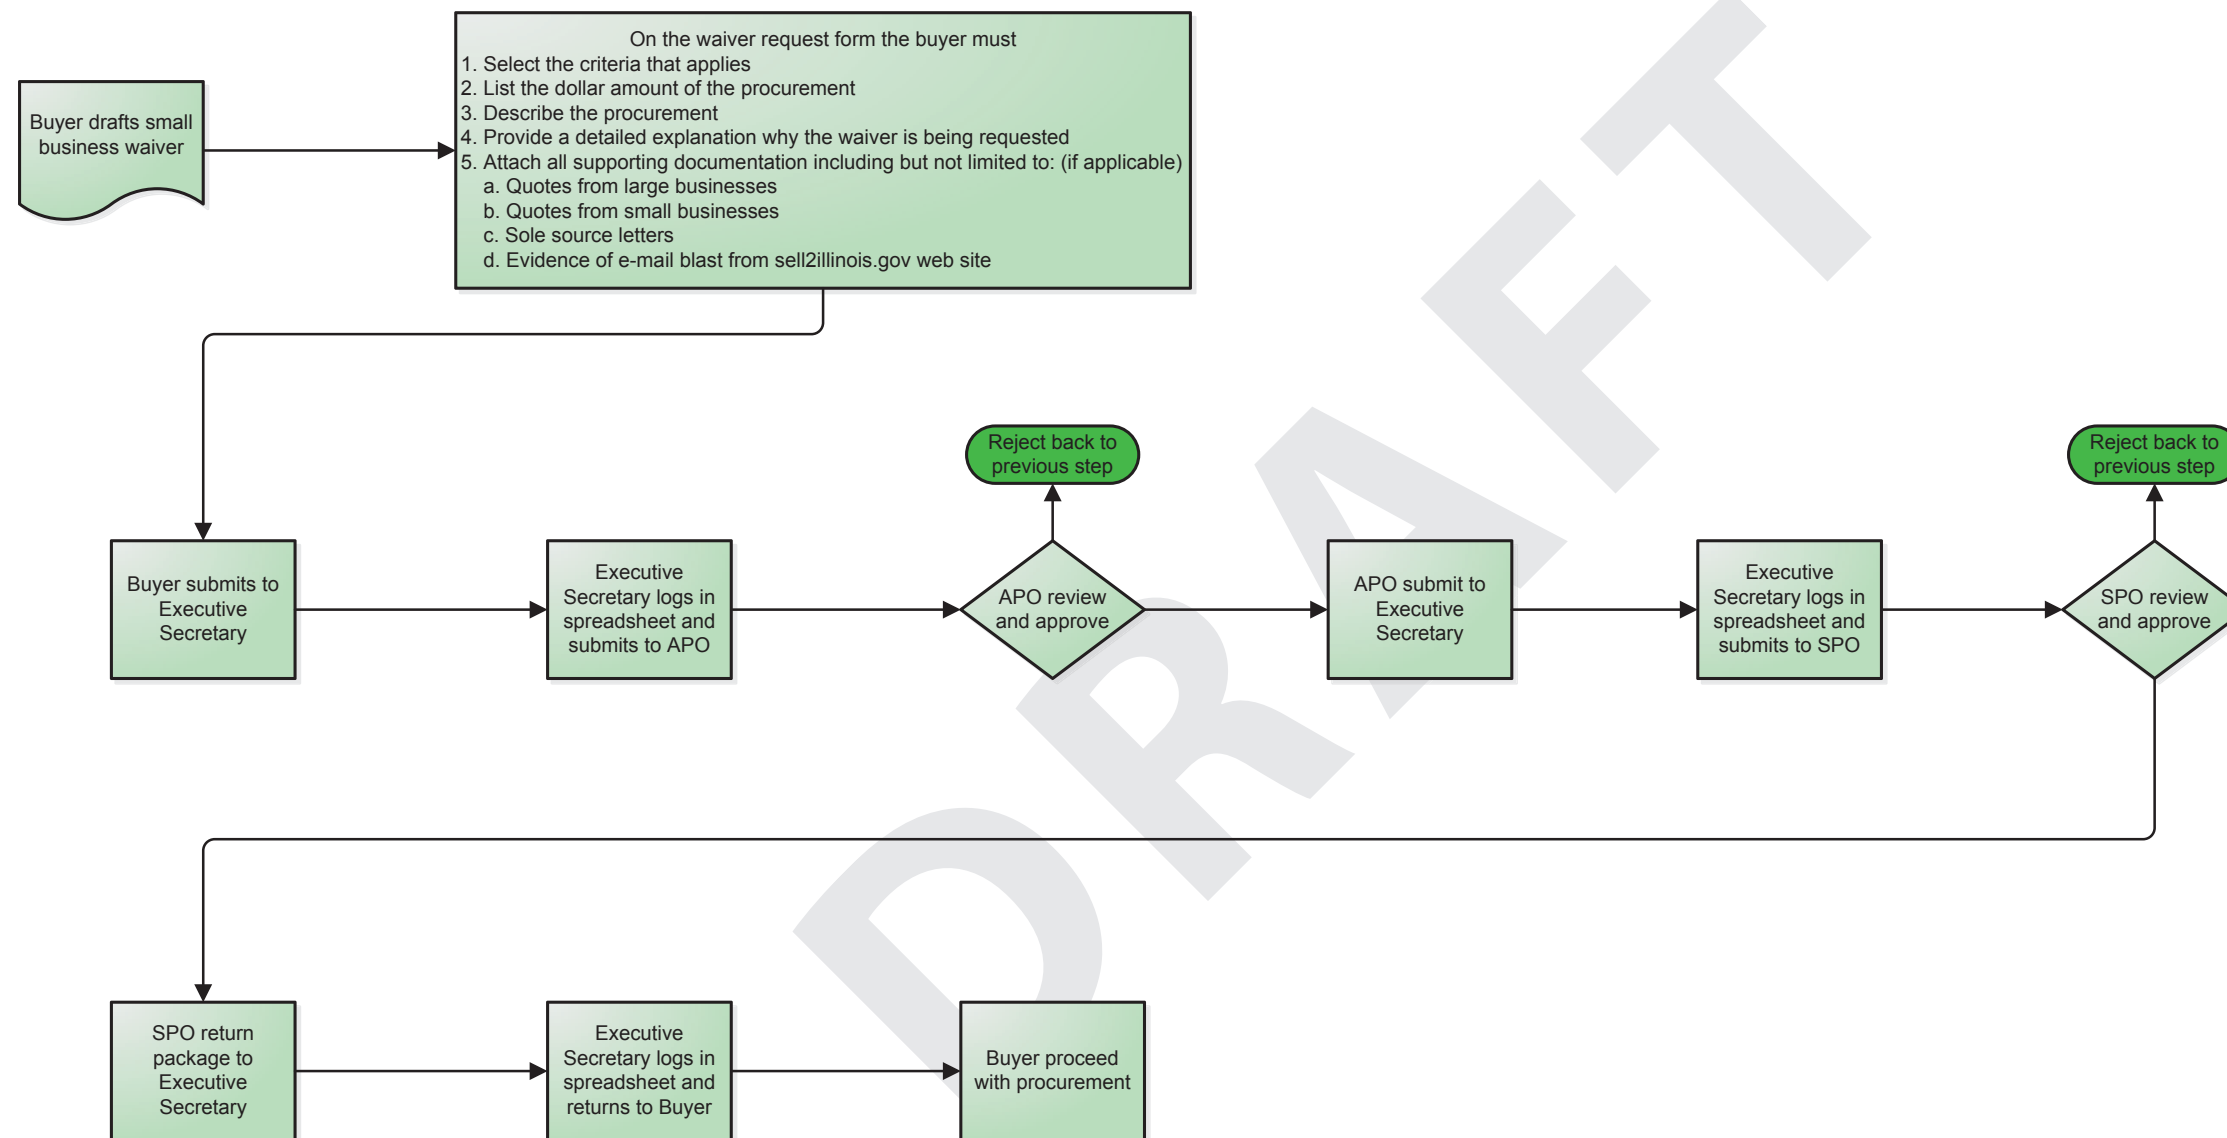 On the waiver request form the buyer must
1. Select the criteria that applies
2. List the dollar amount of the procurement
3. Describe the procurement
4. Provide a detailed explanation why the waiver is being requested
5. Attach all supporting documentation including but not limited to: (if applicable)
a. Quotes from large businesses
b. Quotes from small businesses
c. Sole source letters
d. Evidence of e-mail blast from sell2illinois.gov web site
Buyer drafts small
business waiver
Reject back to
previous step
Reject back to
previous step
Buyer submits to
Executive
Secretary
Executive
Secretary logs in
spreadsheet and
submits to APO
APO review
and approve
APO submit to
Executive
Secretary
Executive
Secretary logs in
spreadsheet and
submits to SPO
SPO review
and approve
SPO return
package to
Executive
Secretary
Executive
Secretary logs in
spreadsheet and
returns to Buyer
Buyer proceed
with procurement
DRAFT